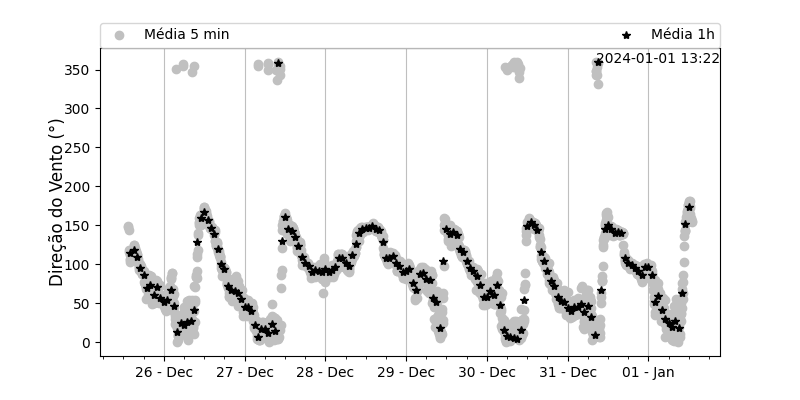 Média 5 min
Média 1h
2024-01-01 13:22
350
300
250
200
150
100
50
0
Direção do Vento (°)
26 - Dec
27 - Dec
28 - Dec
29 - Dec
30 - Dec
31 - Dec
01 - Jan